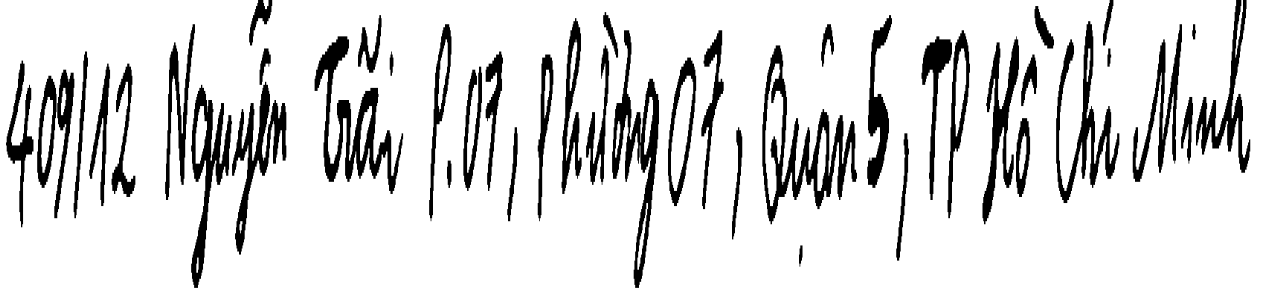 409/12 Nguyễn Trãi P.07, Phường 07, Quận 5, TP Hồ Chí Minh